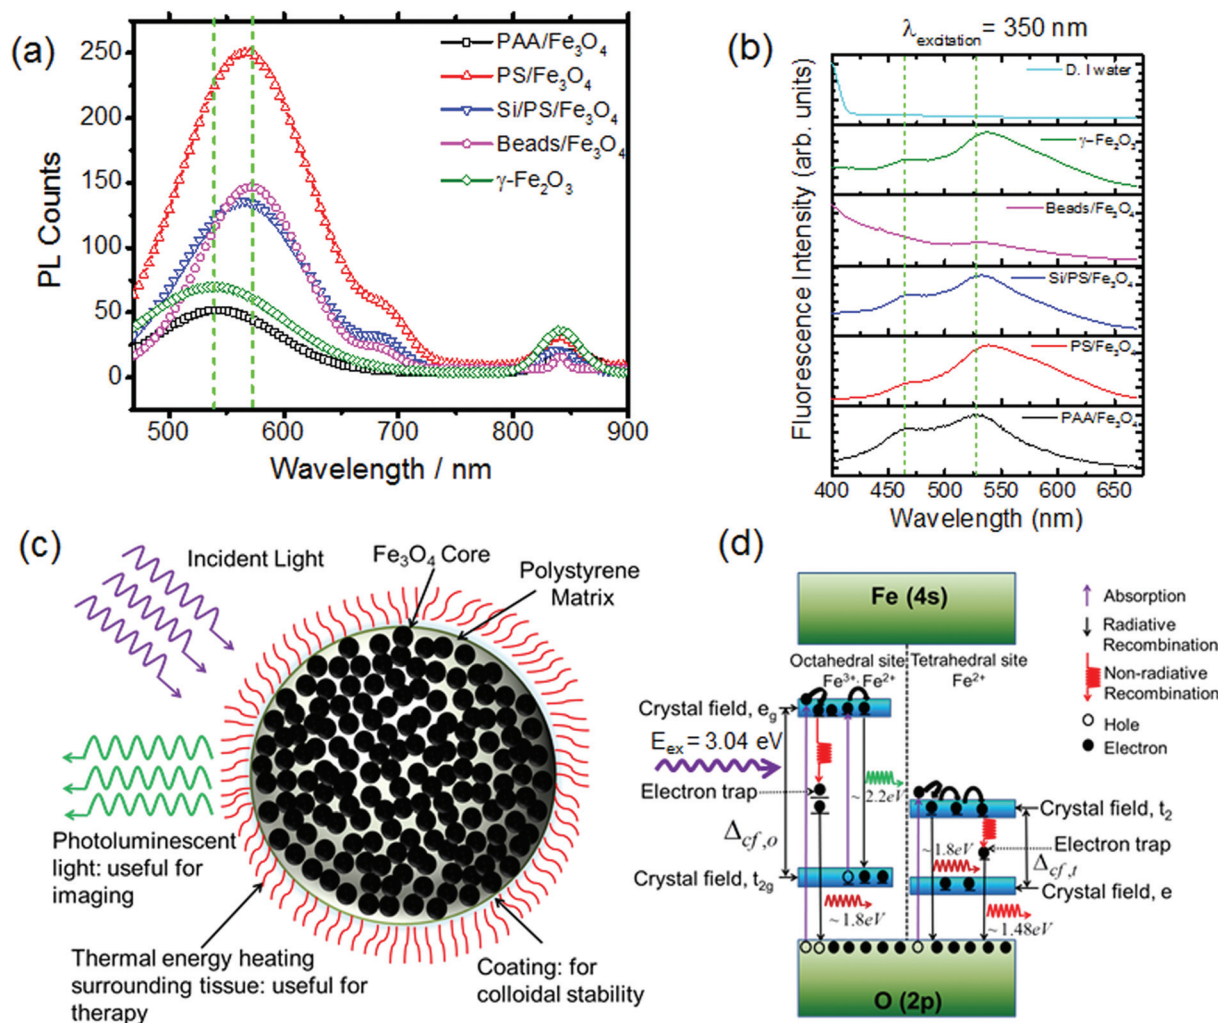 (a)
PL Counts
250
200
150
100
50
0
500
600
700
800
900
Wavelength / nm
PAA/Fe₃O₄
PS/Fe₃O₄
Si/PS/Fe₃O₄
Beads/Fe₃O₄
γ-Fe₂O₃
(b)
λexcitation = 350 nm
Fluorescence Intensity (arb. units)
D. I water
γ-Fe₂O₃
Beads/Fe₃O₄
Si/PS/Fe₃O₄
PS/Fe₃O₄
PAA/Fe₃O₄
400
450
500
550
600
650
Wavelength (nm)
(c)
Incident Light
Fe₃O₄ Core
Polystyrene
Matrix
Photoluminescent
light: useful for
imaging
Thermal energy heating
surrounding tissue: useful for
therapy
Coating: for
colloidal stability
(d)
Fe (4s)
Octahedral site
Fe³⁺· Fe²⁺
Tetrahedral site
Fe²⁺
Absorption
Radiative
Recombination
Non-radiative
Recombination
Hole
Electron
Crystal field, e_g
E_ex = 3.04 eV
Electron trap
~ 2.2eV
Δcf,o
Crystal field, t₂g
~ 1.8eV
Crystal field, t₂
Electron trap
~1.8eV
Δcf,t
Crystal field, e
~1.48eV
O (2p)